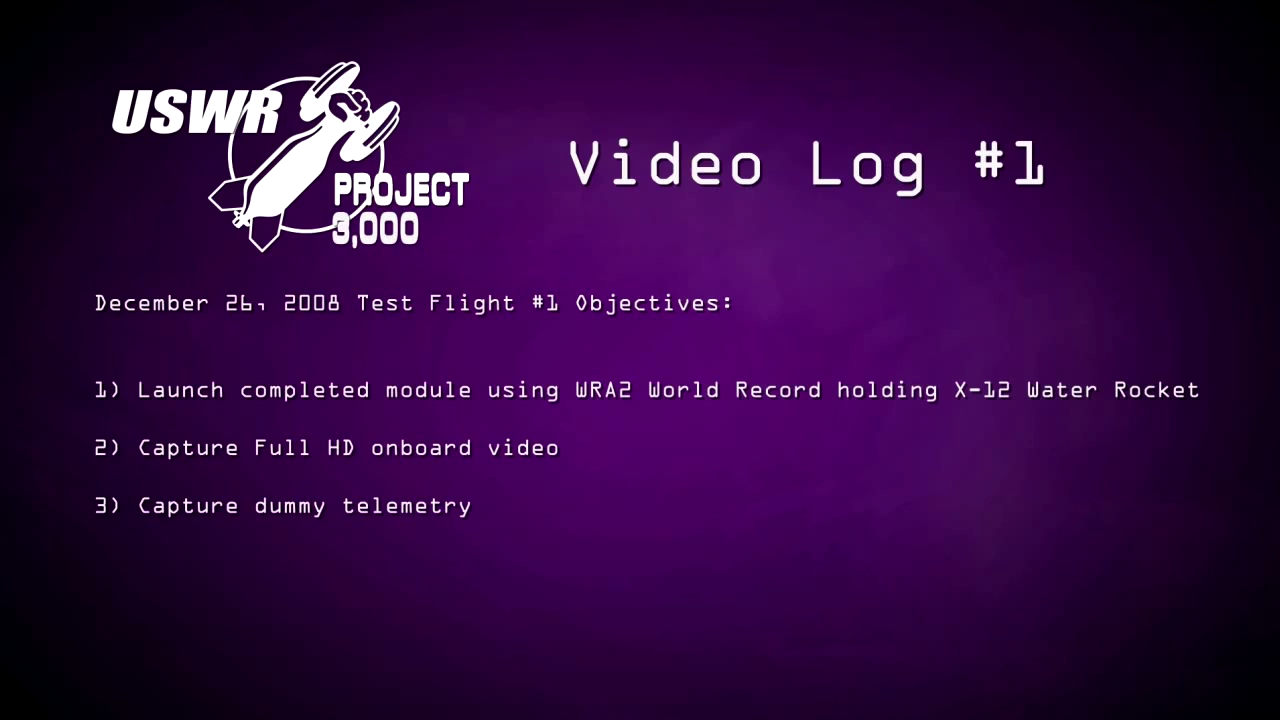 USWR
PROJECT
3,000
Video Log #1
December 26, 2008 Test Flight #1 Objectives:
1) Launch completed module using WRA2 World Record holding X-12 Water Rocket
2) Capture Full HD onboard video
3) Capture dummy telemetry